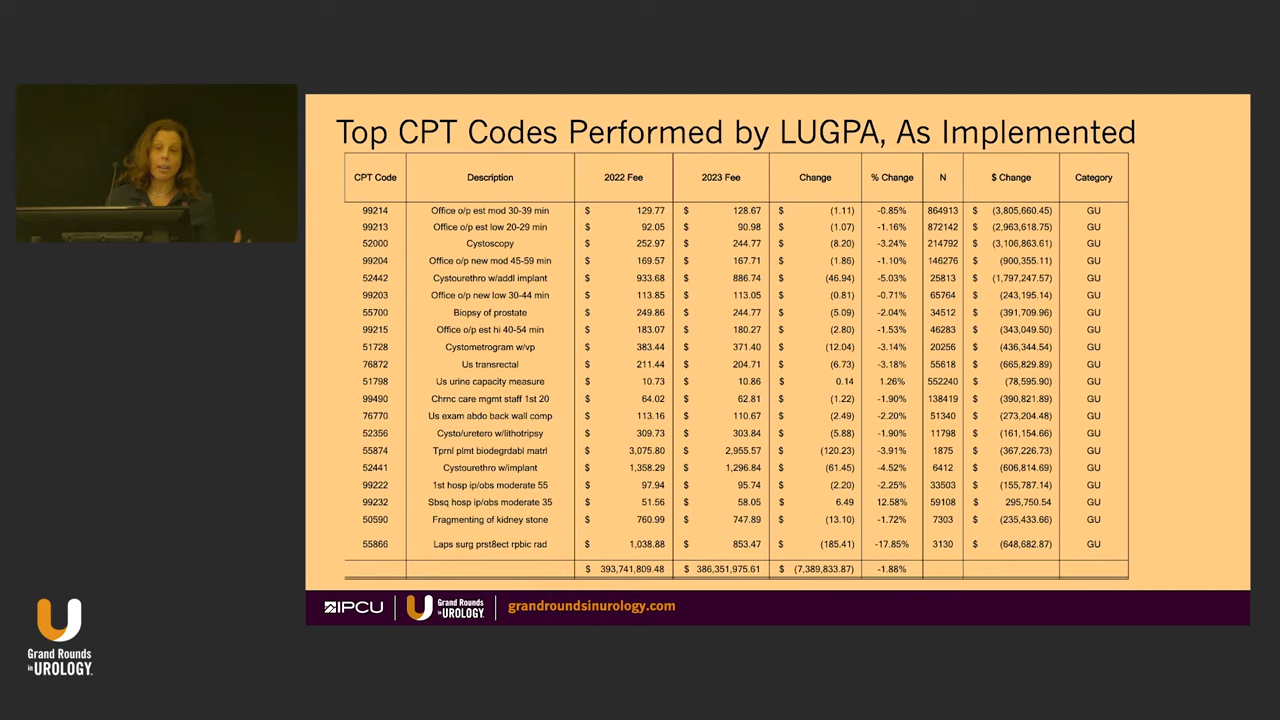 Top CPT Codes Performed by LUGPA, As Implemented
CPT Code Description 2022 Fee 2023 Fee Change % Change N $ Change Category
99214 Office o/p est mod 30-39 min $ 129.77 $ 128.67 $ (1.11) -0.85% 864913 $ (3,805,660.45) GU
99213 Office o/p est low 20-29 min $ 92.05 $ 90.98 $ (1.07) -1.16% 872142 $ (2,963,618.75) GU
52000 Cystoscopy $ 252.97 $ 244.77 $ (8.20) -3.24% 214792 $ (3,106,863.61) GU
99204 Office o/p new mod 45-59 min $ 169.57 $ 167.71 $ (1.86) -1.10% 146276 $ (900,355.11) GU
52442 Cystourethro w/addl implant $ 933.68 $ 886.74 $ (46.94) -5.03% 25813 $ (1,797,247.57) GU
99203 Office o/p new low 30-44 min $ 113.85 $ 113.05 $ (0.81) -0.71% 65764 $ (243,195.14) GU
55700 Biopsy of prostate $ 249.86 $ 244.77 $ (5.09) -2.04% 34512 $ (391,709.96) GU
99215 Office o/p est hi 40-54 min $ 183.07 $ 180.27 $ (2.80) -1.53% 46283 $ (343,049.50) GU
51728 Cystometrogram w/vp $ 383.44 $ 371.40 $ (12.04) -3.14% 20256 $ (436,344.54) GU
76872 Us transrectal $ 211.44 $ 204.71 $ (6.73) -3.18% 55618 $ (665,829.89) GU
51798 Us urine capacity measure $ 10.73 $ 10.86 $ 0.14 1.26% 552240 $ (78,595.90) GU
99490 Chrnc care mgmt staff 1st 20 $ 64.02 $ 62.81 $ (1.22) -1.90% 138419 $ (390,821.89) GU
76770 Us exam abdo back wall comp $ 113.16 $ 110.67 $ (2.49) -2.20% 51340 $ (273,204.48) GU
52356 Cysto/uretero w/lithotripsy $ 309.73 $ 303.84 $ (5.88) -1.90% 11798 $ (161,154.66) GU
55874 Tprnl plmt biodegrdabl matrl $ 3,075.80 $ 2,955.57 $ (120.23) -3.91% 1875 $ (367,226.73) GU
52441 Cystourethro w/implant $ 1,358.29 $ 1,296.84 $ (61.45) -4.52% 6412 $ (606,814.69) GU
99222 1st hosp ip/obs moderate 55 $ 97.94 $ 95.74 $ (2.20) -2.25% 33503 $ (155,787.14) GU
99232 Sbsq hosp ip/obs moderate 35 $ 51.56 $ 58.05 $ 6.49 12.58% 59108 $ 295,750.54 GU
50590 Fragmenting of kidney stone $ 760.99 $ 747.89 $ (13.10) -1.72% 7303 $ (235,433.66) GU
55866 Laps surg prst8ect rpbic rad $ 1,038.88 $ 853.47 $ (185.41) -17.85% 3130 $ (648,682.87) GU
$ 393,741,809.48 $ 386,351,975.61 $ (7,389,833.87) -1.88%
IPCU
Grand Rounds
in UROLOGY
grandroundsinurology.com
Grand Rounds
in UROLOGY